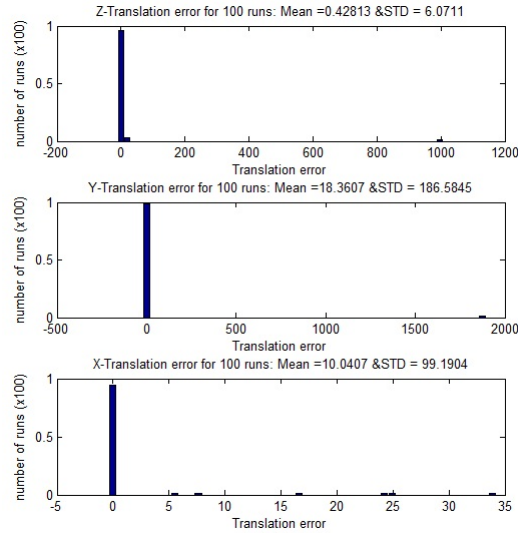 Z-Translation error for 100 runs: Mean =0.42813 &STD = 6.0711
number of runs (x100)
1
0.5
0
-200 0 200 400 600 800 1000 1200
Translation error
Y-Translation error for 100 runs: Mean =18.3607 &STD = 186.5845
number of runs (x100)
1
0.5
0
-500 0 500 1000 1500 2000
Translation error
X-Translation error for 100 runs: Mean =10.0407 &STD = 99.1904
number of runs (x100)
1
0.5
0
-5 0 5 10 15 20 25 30 35
Translation error